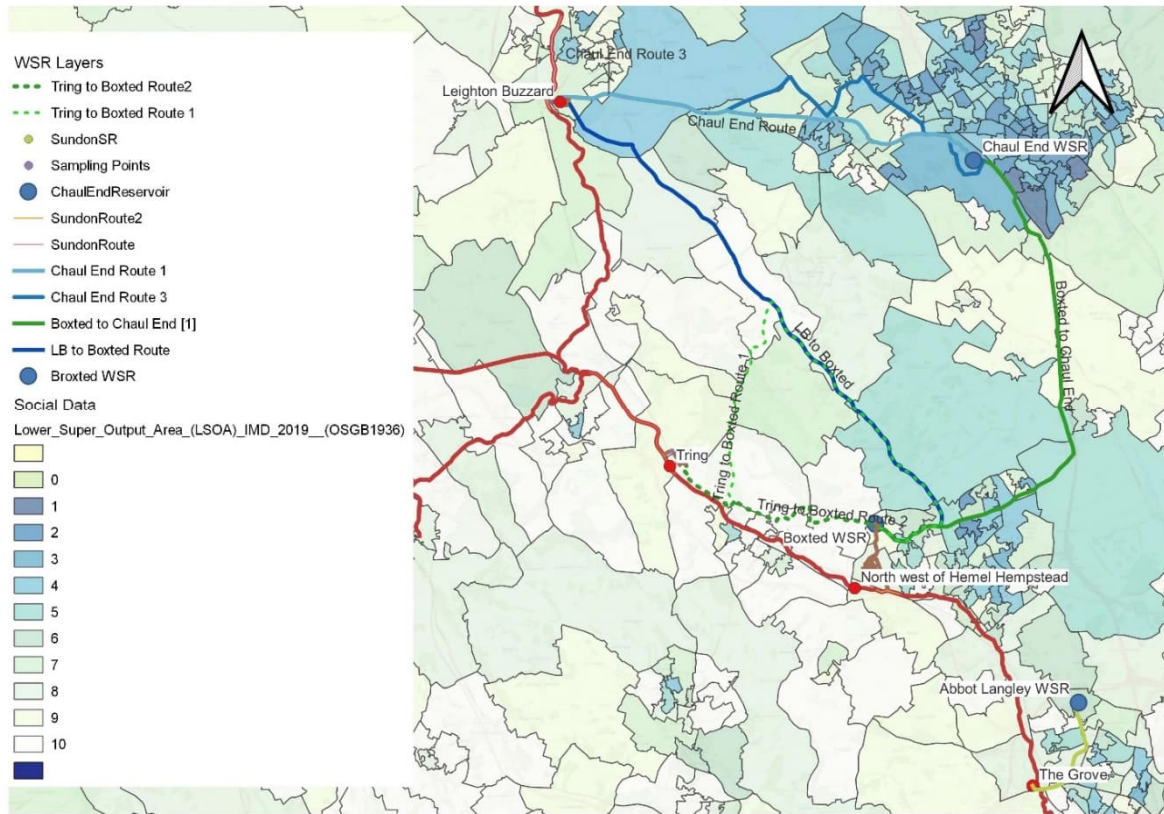 WSR Layers
Tring to Boxted Route2
Tring to Boxted Route 1
SundonSR
Sampling Points
ChaulEndReservoir
SundonRoute2
SundonRoute
Chaul End Route 1
Chaul End Route 3
Boxted to Chaul End [1]
LB to Boxted Route
Broxted WSR
Social Data
Lower_Super_Output_Area_(LSOA)_IMD_2019__(OSGB1936)
0
1
2
3
4
5
6
7
8
9
10
Chaul End Route 3
Leighton Buzzard
Chaul End Route 1
Chaul End WSR
Boxted to Chaul End
LB to Boxted
Tring to Boxted Route 1
Tring
Tring to Boxted Route 2
Boxted WSR
North west of Hemel Hempstead
Abbot Langley WSR
The Grove